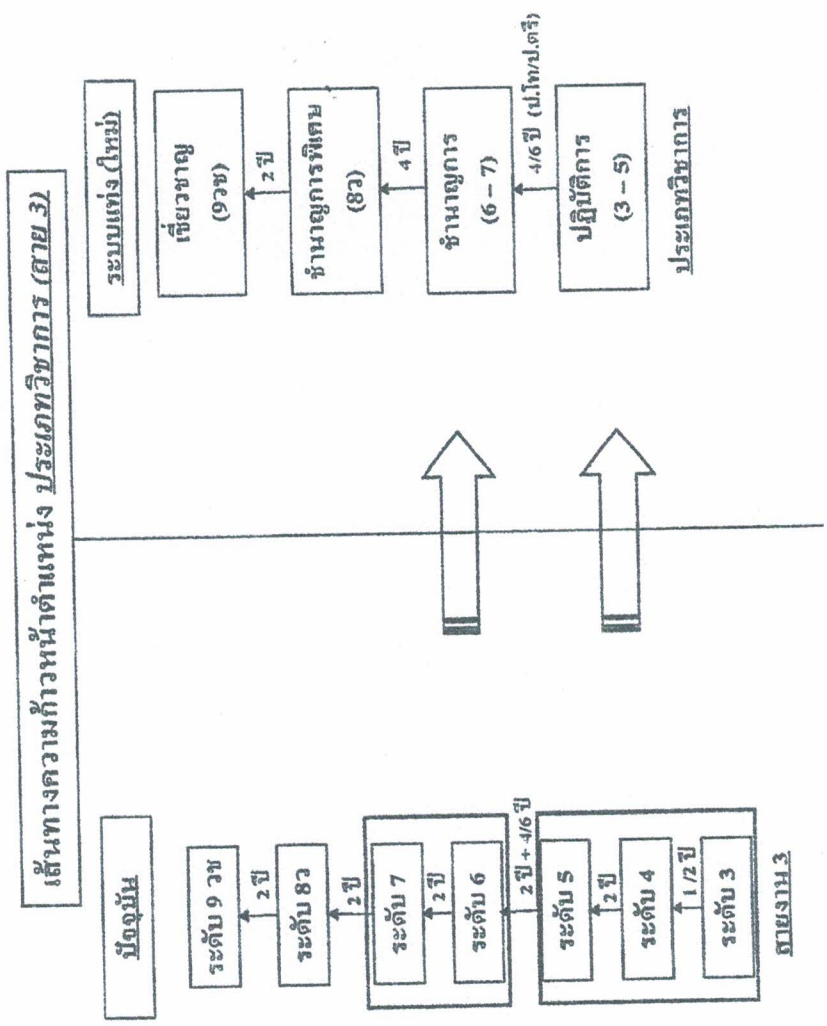 เส้นทางความก้าวหน้าตำแหน่ง ประเภทวิชาการ (สาย 3)
ปัจจุบัน
ระดับ 9 วช
2 ปี
ระดับ 8ว
2 ปี
ระดับ 7
2 ปี
ระดับ 6
2 ปี + 4/6 ปี
ระดับ 5
2 ปี
ระดับ 4
1/2 ปี
ระดับ 3
สายงาน 3
ระบบแท่ง (ใหม่)
เชี่ยวชาญ
(9วช)
2 ปี
ชำนาญการพิเศษ
(8ว)
4 ปี
ชำนาญการ
(6 – 7)
4/6 ปี (ป.โท/ป.ตรี)
ปฏิบัติการ
(3 – 5)
ประเภทวิชาการ